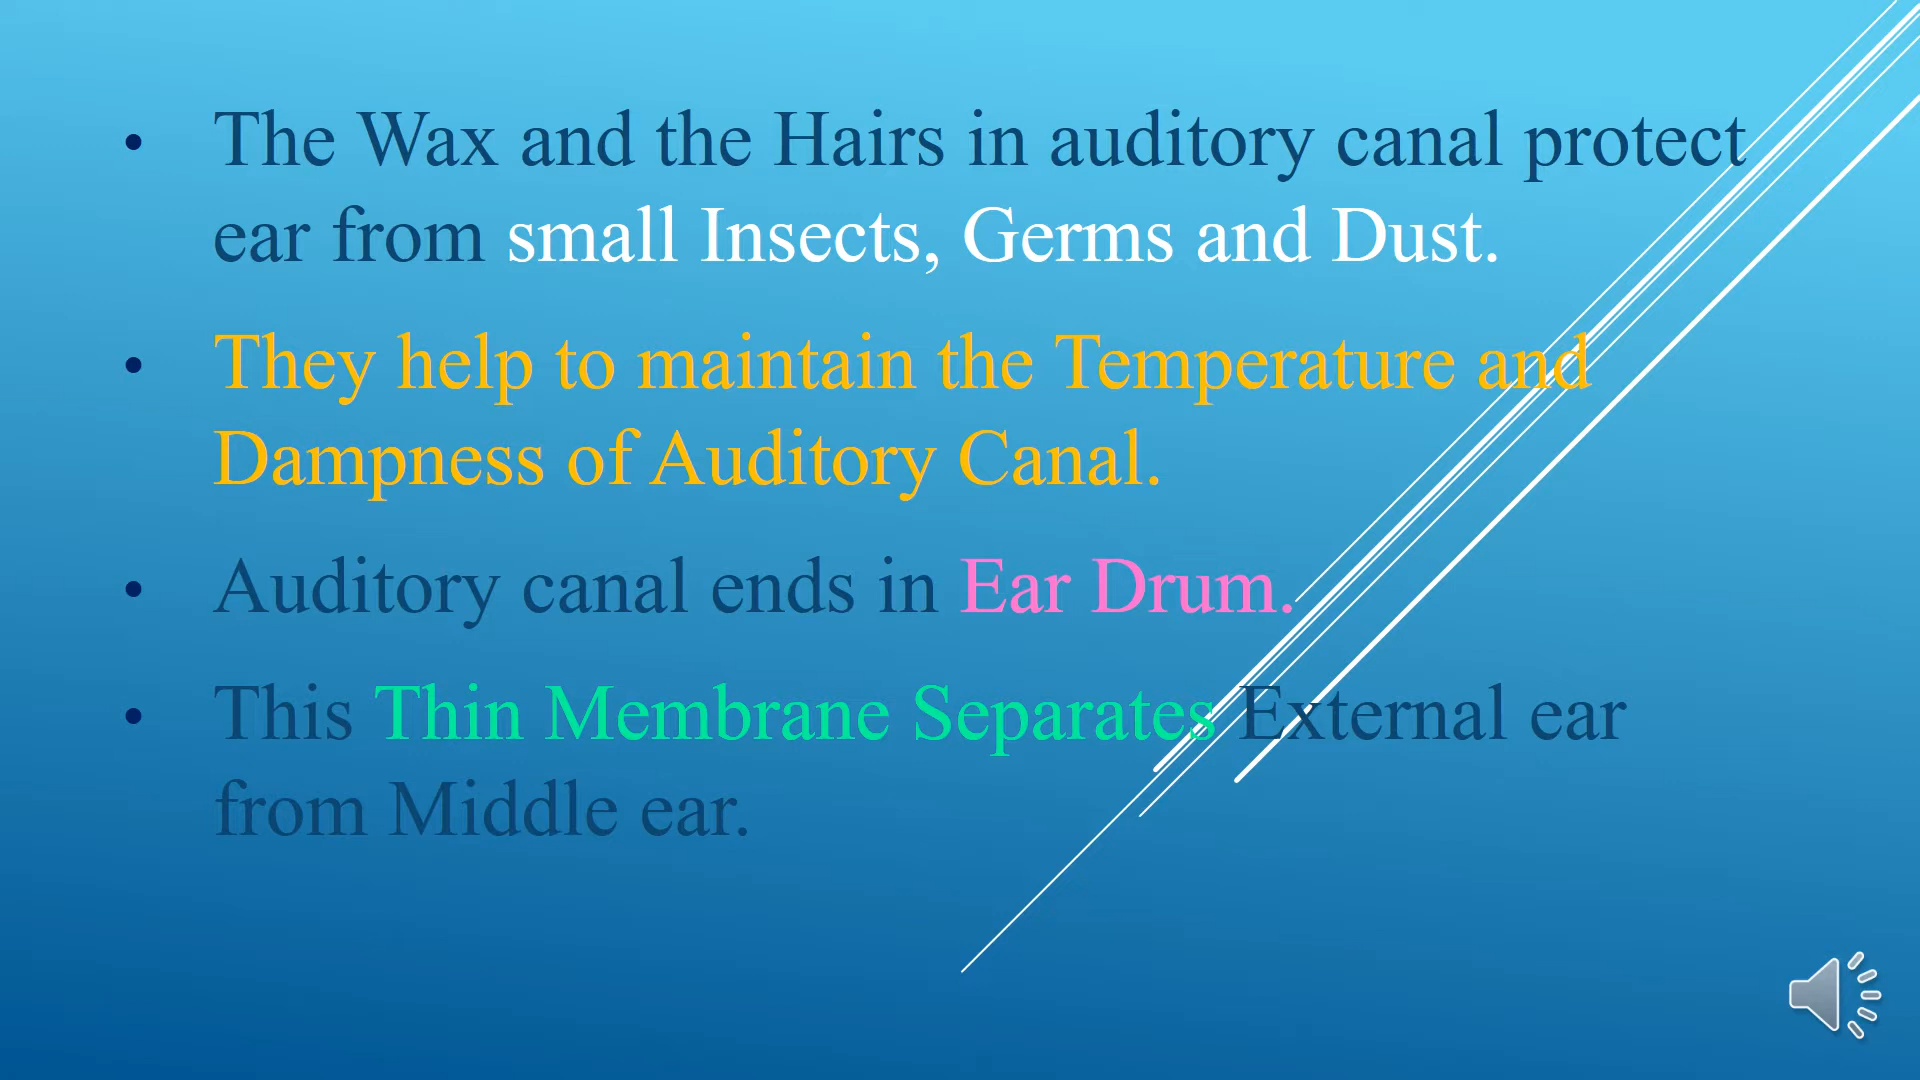 • The Wax and the Hairs in auditory canal protect
ear from small Insects, Germs and Dust.
• They help to maintain the Temperature and
Dampness of Auditory Canal.
• Auditory canal ends in Ear Drum.
• This Thin Membrane Separates External ear
from Middle ear.